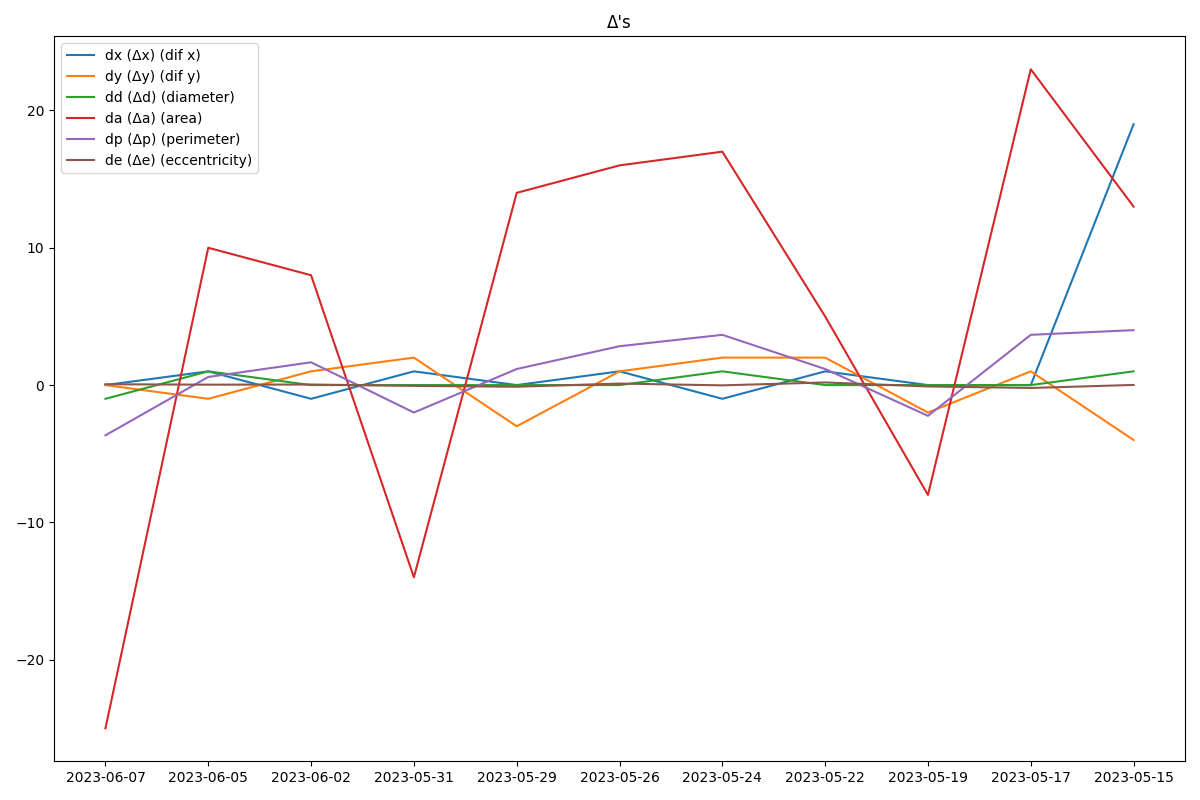 Δ's
dx (Δx) (dif x)
dy (Δy) (dif y)
dd (Δd) (diameter)
da (Δa) (area)
dp (Δp) (perimeter)
de (Δe) (eccentricity)
20
10
0
−10
−20
2023-06-07 2023-06-05 2023-06-02 2023-05-31 2023-05-29 2023-05-26 2023-05-24 2023-05-22 2023-05-19 2023-05-17 2023-05-15